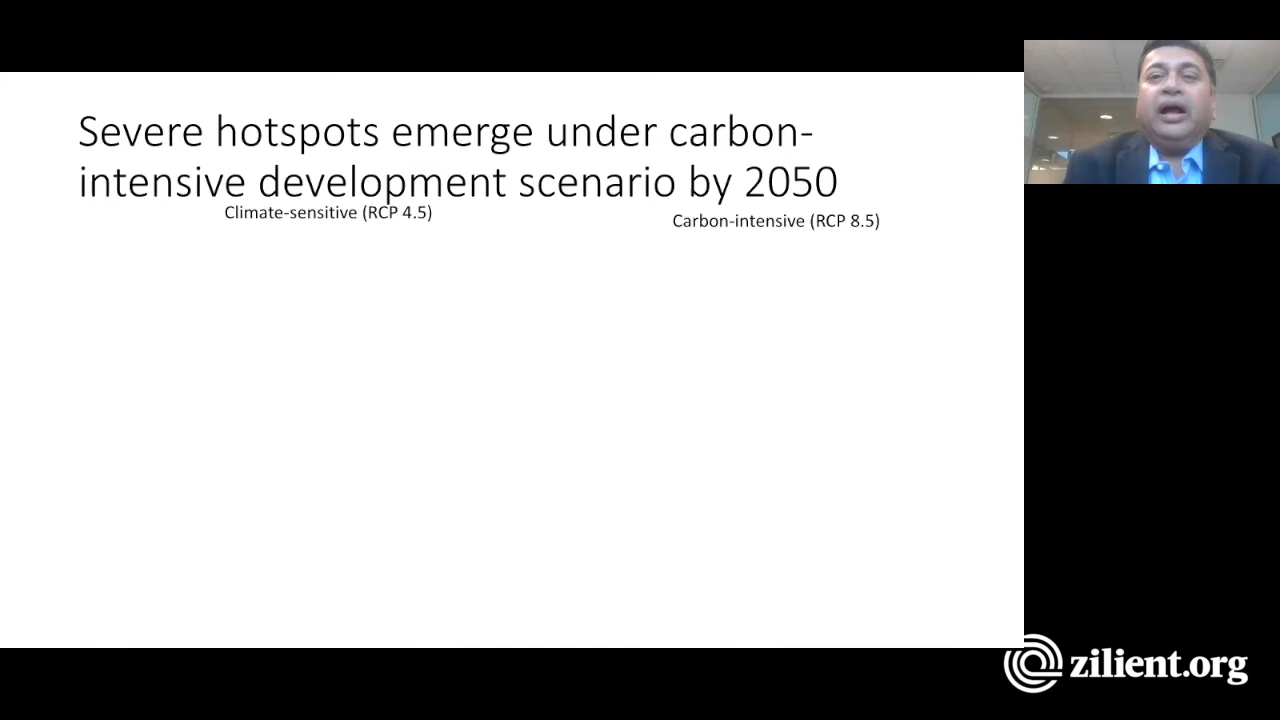 Severe hotspots emerge under carbon-
intensive development scenario by 2050
Climate-sensitive (RCP 4.5)
Carbon-intensive (RCP 8.5)
zilient.org